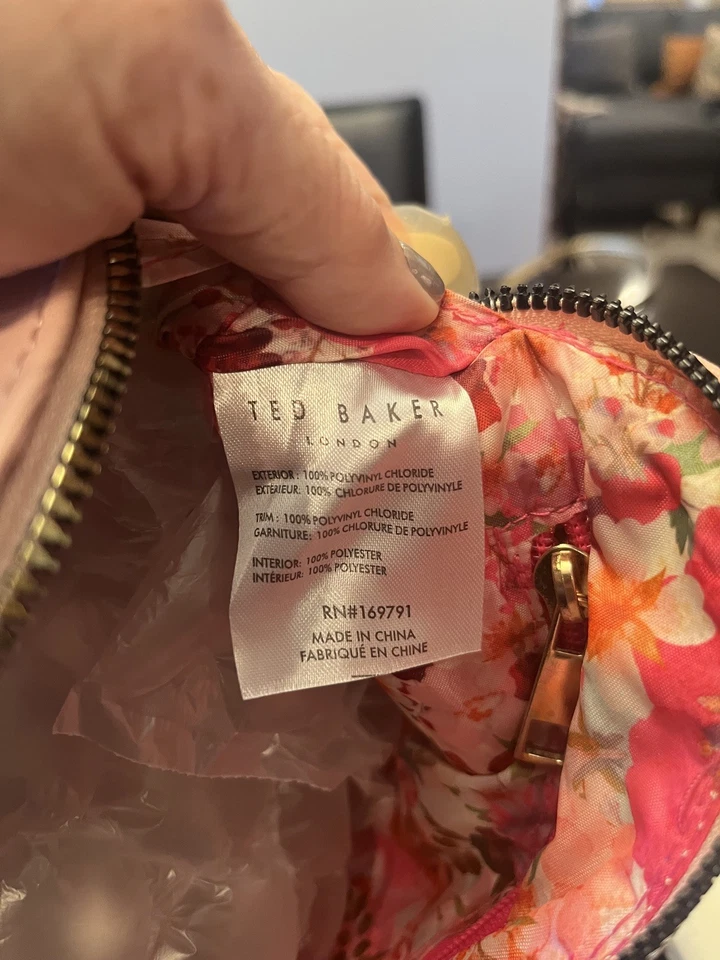 TED BAKER
LONDON
EXTERIOR: 100% POLYVINYL CHLORIDE
EXTÉRIEUR: 100% CHLORURE DE POLYVINYLE
TRIM: 100% POLYVINYL CHLORIDE
GARNITURE: 100% CHLORURE DE POLYVINYLE
INTERIOR: 100% POLYESTER
INTÉRIEUR: 100% POLYESTER
RN#169791
MADE IN CHINA
FABRIQUÉ EN CHINE